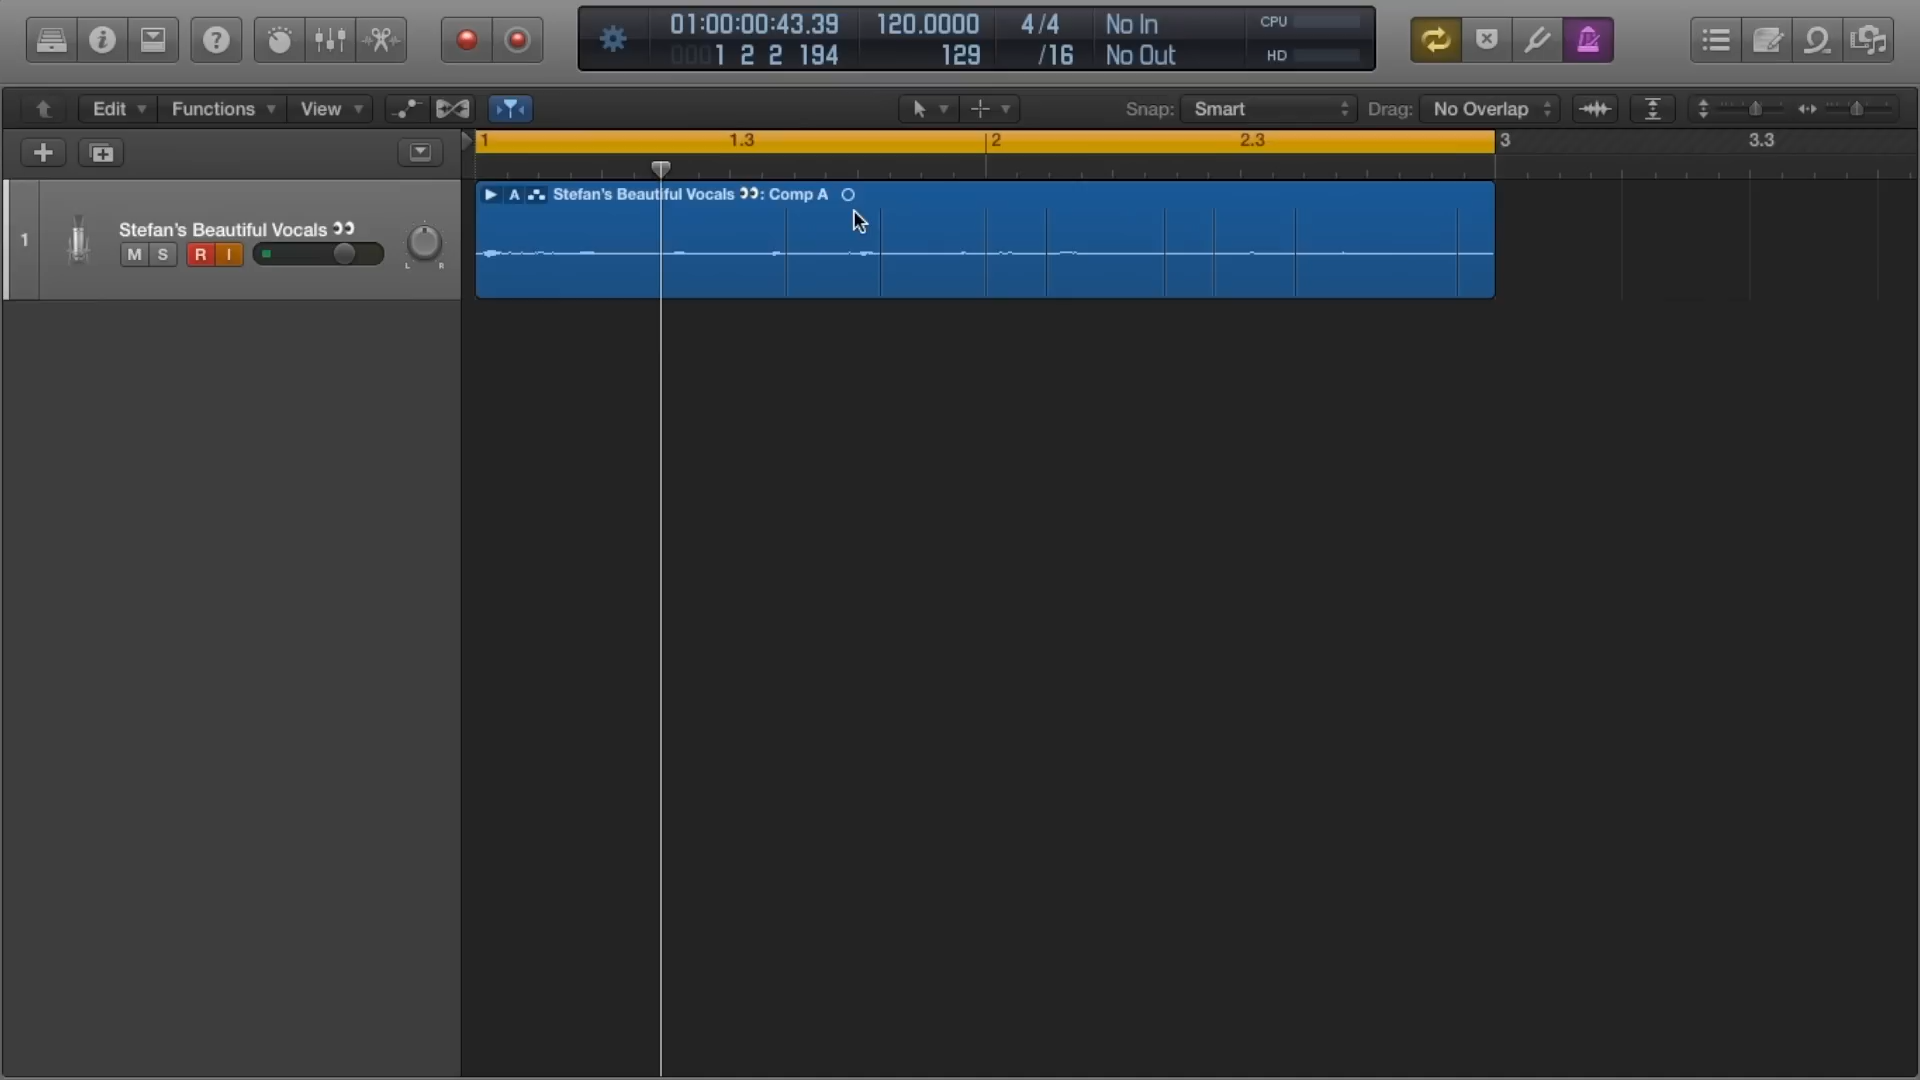 01:00:00:43.39 120.0000 4/4 No In CPU
0001 2 2 194 129 /16 No Out HD
Edit Functions View Snap: Smart Drag: No Overlap
1 1.3 2 2.3 3 3.3
A Stefan’s Beautiful Vocals 👀: Comp A
1 Stefan’s Beautiful Vocals 👀
M S R I
L R